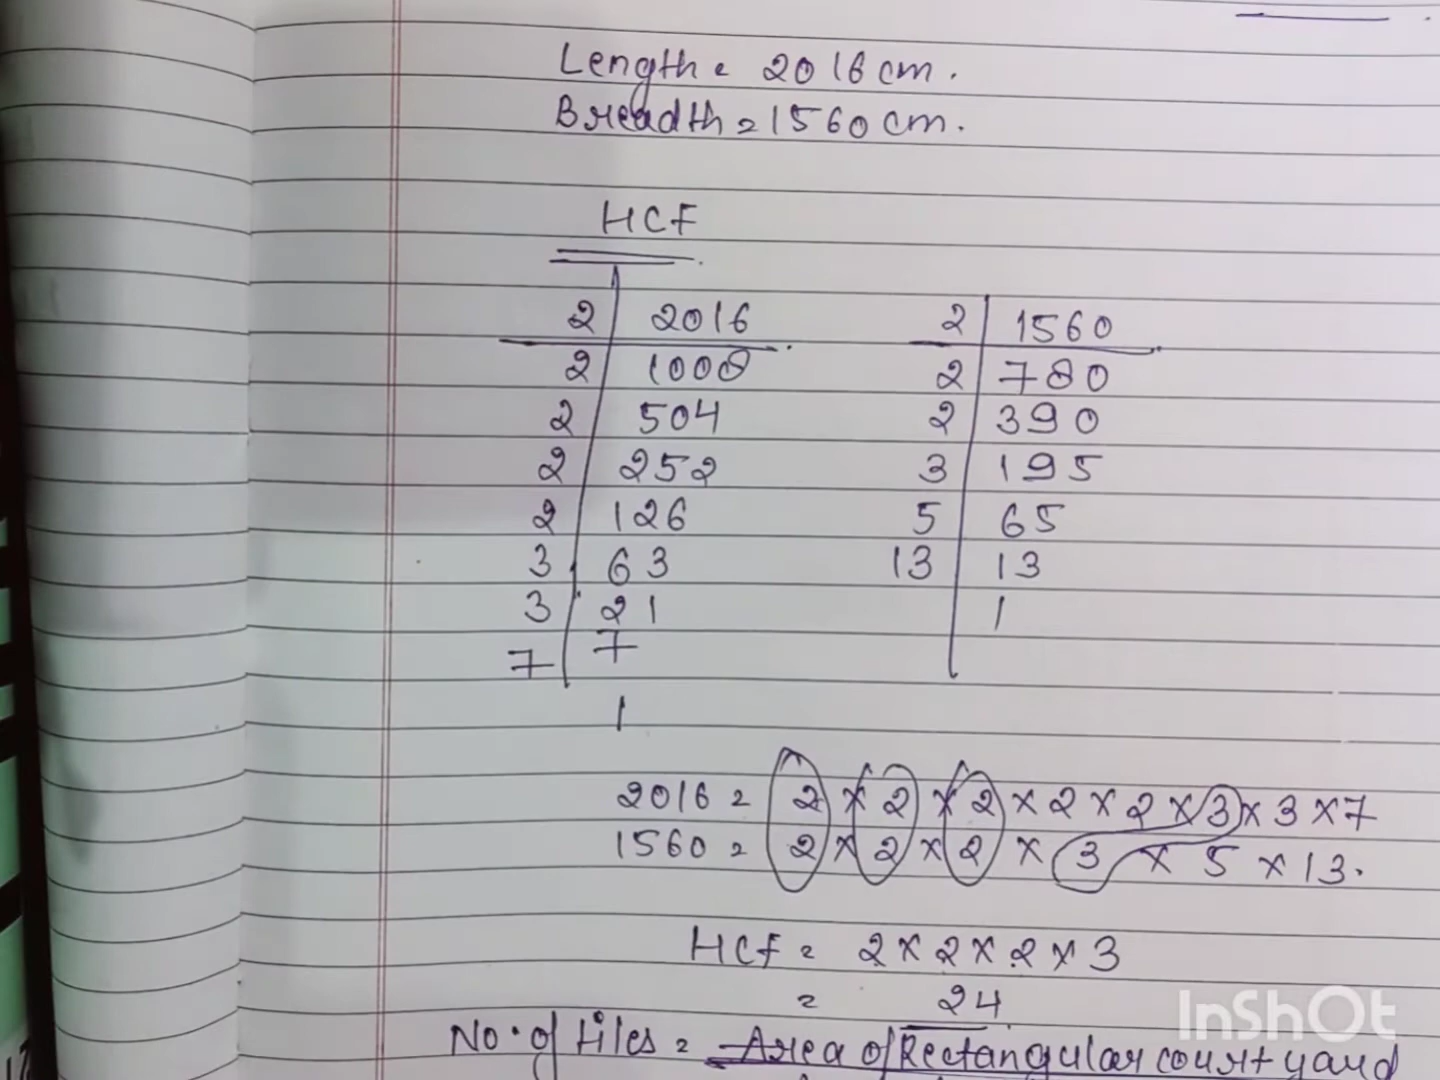 Length = 2016 cm.
Breadth = 1560 cm.
HCF
2 | 2016
2 | 1008
2 | 504
2 | 252
2 | 126
3 | 63
3 | 21
7 | 7
1
2 | 1560
2 | 780
2 | 390
3 | 195
5 | 65
13 | 13
1
2016 = 2 × 2 × 2 × 2 × 2 × 3 × 3 × 7
1560 = 2 × 2 × 2 × 3 × 5 × 13.
HCF = 2 × 2 × 2 × 3
= 24
No. of tiles = Area of Rectangular courtyard
InShOt